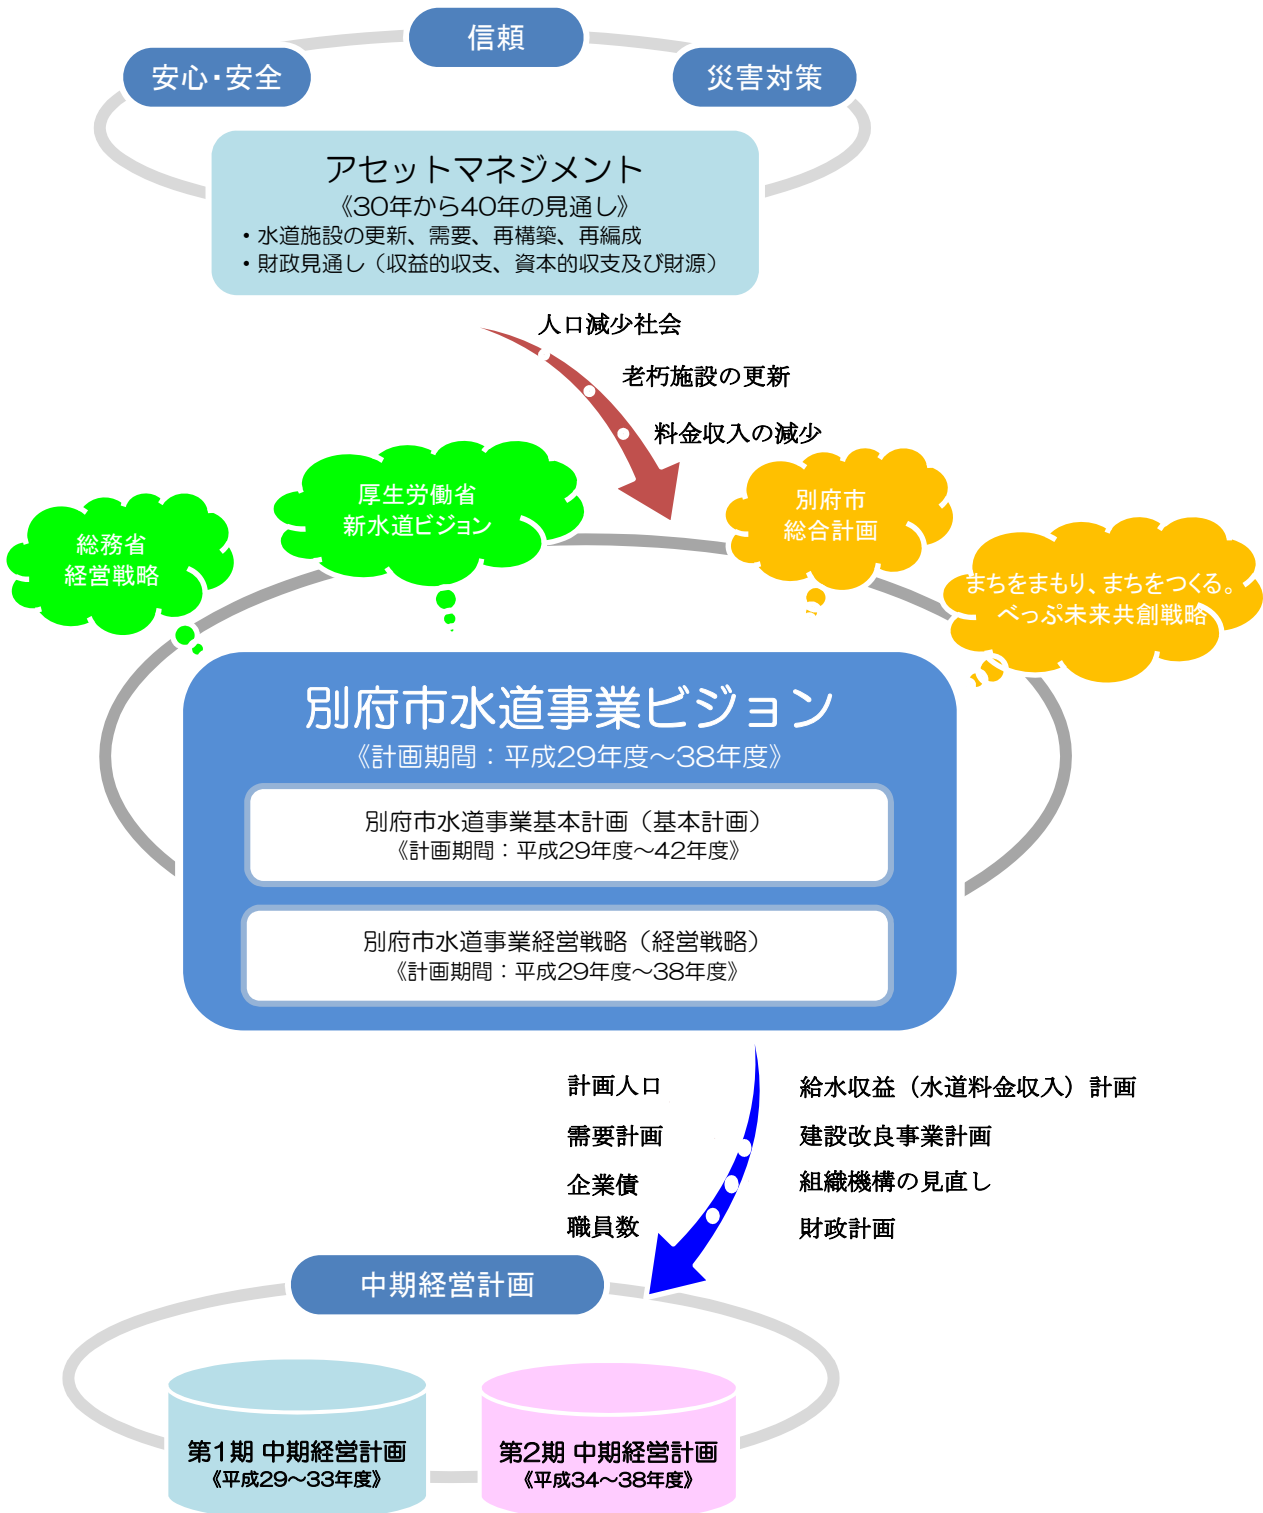 信頼
安心・安全
災害対策
アセットマネジメント
《30年から40年の見通し》
・水道施設の更新、需要、再構築、再編成
・財政見通し（収益的収支、資本的収支及び財源）
人口減少社会
老朽施設の更新
料金収入の減少
総務省
経営戦略
厚生労働省
新水道ビジョン
別府市
総合計画
まちをまもり、まちをつくる。
べっぷ未来共創戦略
別府市水道事業ビジョン
《計画期間：平成29年度～38年度》
別府市水道事業基本計画（基本計画）
《計画期間：平成29年度～42年度》
別府市水道事業経営戦略（経営戦略）
《計画期間：平成29年度～38年度》
計画人口
需要計画
企業債
職員数
給水収益（水道料金収入）計画
建設改良事業計画
組織機構の見直し
財政計画
中期経営計画
第1期 中期経営計画
《平成29～33年度》
第2期 中期経営計画
《平成34～38年度》